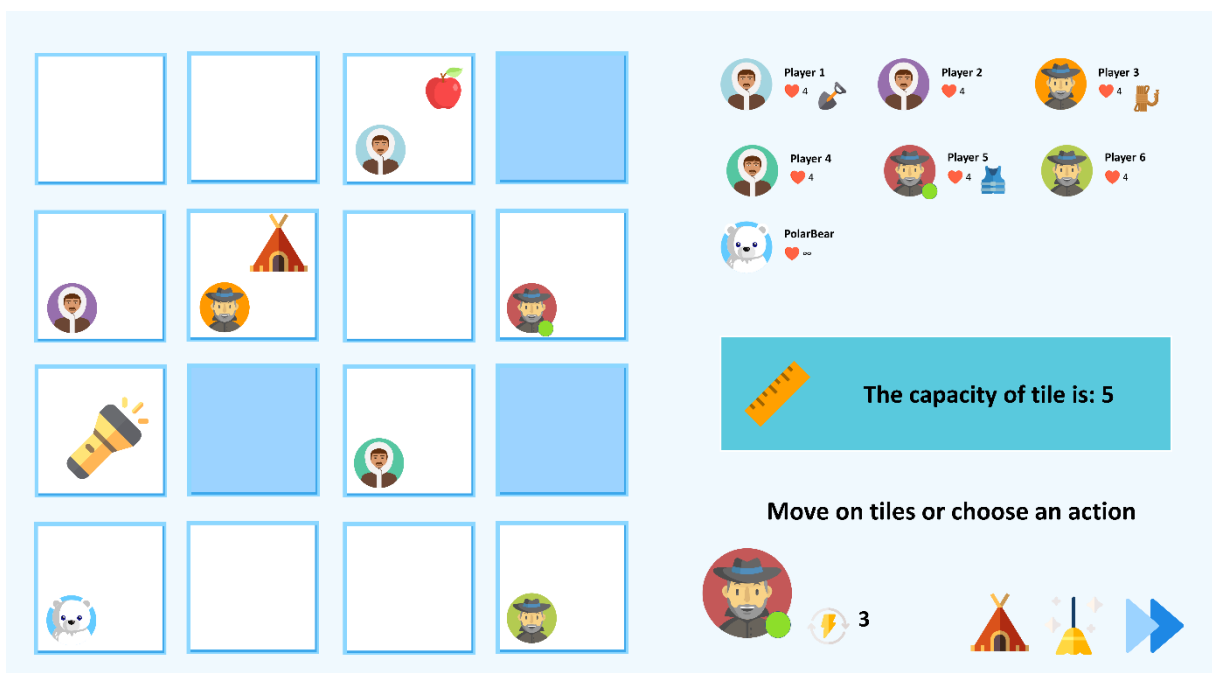 Player 1
4
Player 2
4
Player 3
4
Player 4
4
Player 5
4
Player 6
4
PolarBear
∞
The capacity of tile is: 5
Move on tiles or choose an action
3